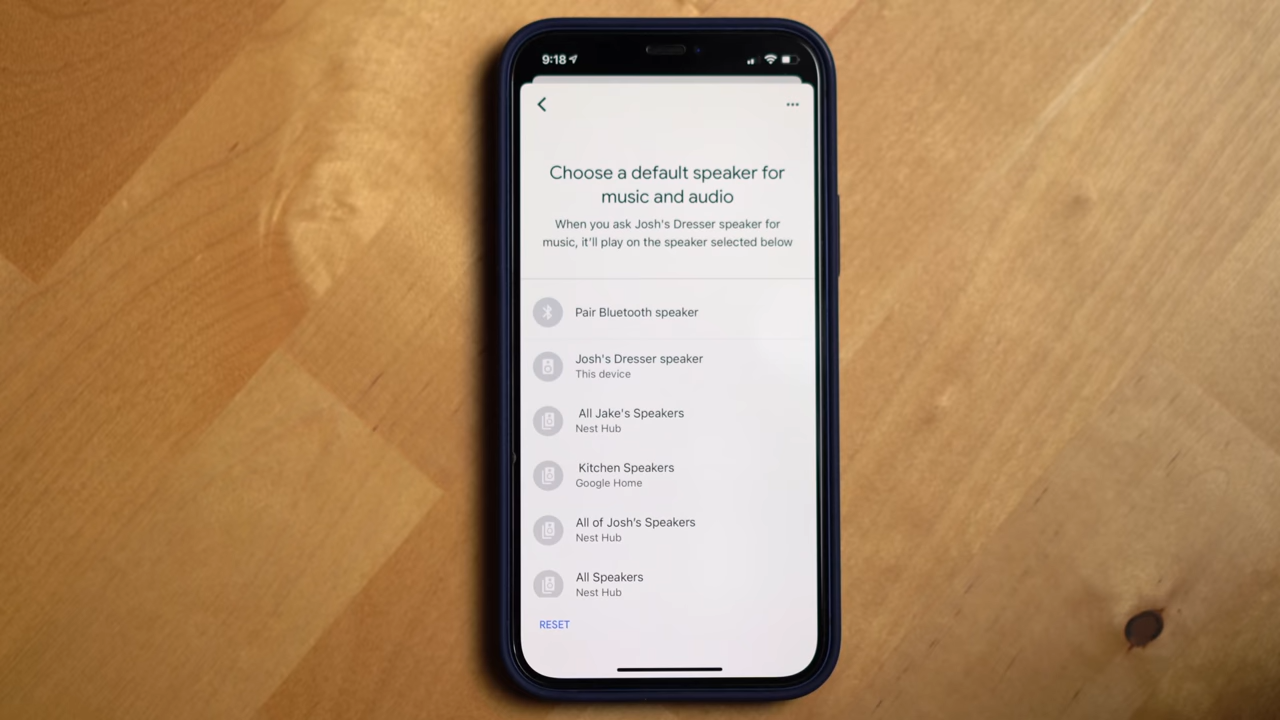 9:18
Choose a default speaker for
music and audio
When you ask Josh's Dresser speaker for
music, it'll play on the speaker selected below
Pair Bluetooth speaker
Josh's Dresser speaker
This device
All Jake's Speakers
Nest Hub
Kitchen Speakers
Google Home
All of Josh's Speakers
Nest Hub
All Speakers
Nest Hub
RESET